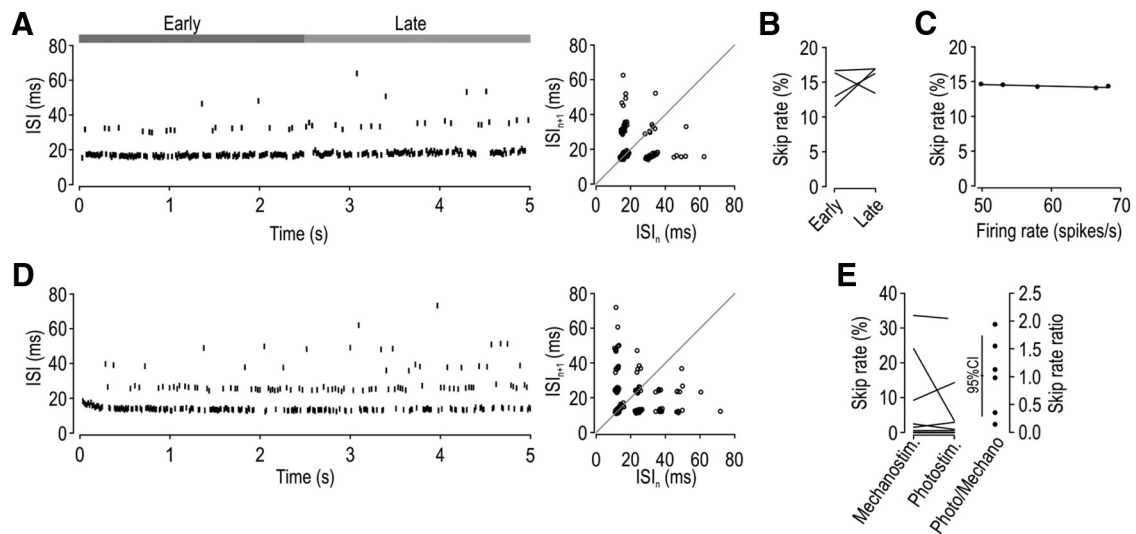 A
Early
Late
ISI (ms)
80
60
40
20
0
0
1
2
3
4
5
Time (s)
ISIn+1 (ms)
80
60
40
20
0
0
20
40
60
80
ISIn (ms)
B
Skip rate (%)
20
15
10
5
0
Early
Late
C
Skip rate (%)
20
15
10
5
0
50
60
70
Firing rate (spikes/s)
D
ISI (ms)
80
60
40
20
0
0
1
2
3
4
5
Time (s)
ISIn+1 (ms)
80
60
40
20
0
0
20
40
60
80
ISIn (ms)
E
Skip rate (%)
40
30
20
10
0
Mechanostim.
Photostim.
Photo/Mechano
95%CI
2.5
2.0
1.5
1.0
0.5
0.0
Skip rate ratio